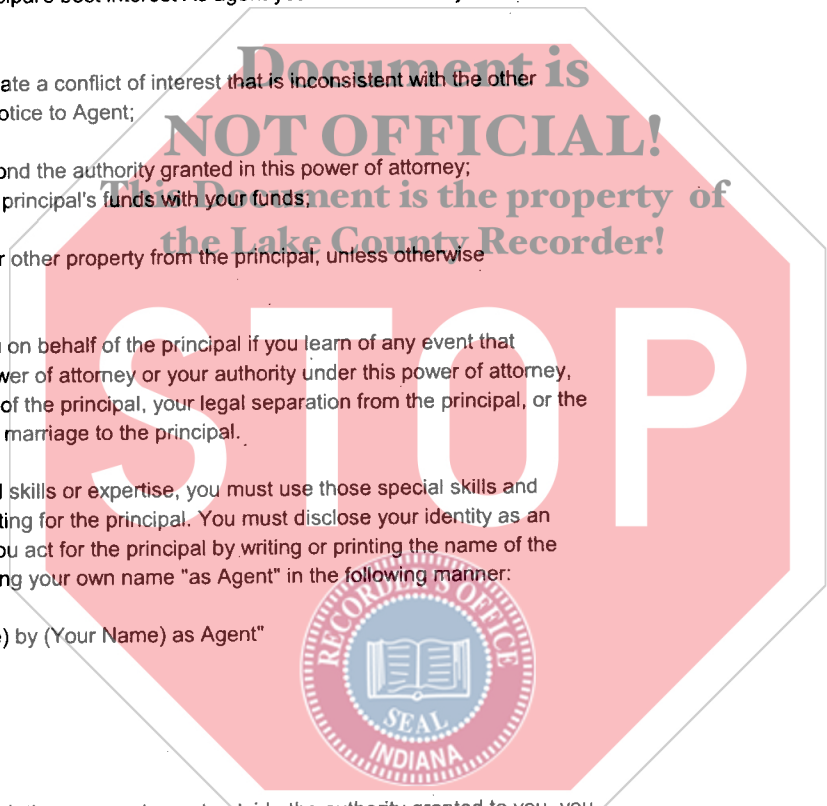 Document is
ate a conflict of interest that is inconsistent with the other
otice to Agent;
NOT OFFICIAL!
ond the authority granted in this power of attorney;
This Document is the property of
principal's funds with your funds;
the Lake County Recorder!
r other property from the principal, unless otherwise
STOP
on behalf of the principal if you learn of any event that
wer of attorney or your authority under this power of attorney,
of the principal, your legal separation from the principal, or the
marriage to the principal.
skills or expertise, you must use those special skills and
ting for the principal. You must disclose your identity as an
ou act for the principal by writing or printing the name of the
ng your own name "as Agent" in the following manner:
) by (Your Name) as Agent"
RECORDER'S OFFICE
SEAL
INDIANA
the authority granted to you, you